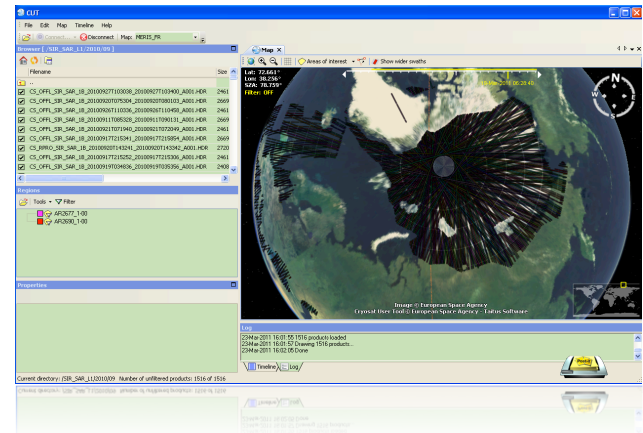 CUT
File Edit Map Timeline Help
Connect... Disconnect Map: MERIS_FR
Browser [ /SIR_SAR_L1/2010/09 ]
Filename Size
..
CS_OFFL_SIR_SAR_1B_20100927T103038_20100927T103400_A001.HDR 2461
CS_OFFL_SIR_SAR_1B_20100920T075304_20100920T080103_A001.HDR 2669
CS_OFFL_SIR_SAR_1B_20100926T110336_20100926T110458_A001.HDR 2461
CS_OFFL_SIR_SAR_1B_20100911T085328_20100911T090131_A001.HDR 2669
CS_OFFL_SIR_SAR_1B_20100921T071940_20100921T072049_A001.HDR 2461
CS_OFFL_SIR_SAR_1B_20100917T215341_20100917T215854_A001.HDR 2669
CS_RPRO_SIR_SAR_1B_20100920T143241_20100920T143342_A001.HDR 2720
CS_OFFL_SIR_SAR_1B_20100917T215252_20100917T215306_A001.HDR 2461
CS_OFFL_SIR_SAR_1B_20100919T034836_20100919T035356_A001.HDR 2408
Regions
Tools Filter
AR2677_1-00
AR2690_1-00
Properties
Current directory: /SIR_SAR_L1/2010/09 Number of unfiltered products: 1516 of 1516
Map
Areas of interest Show wider swaths
Lat: 72.661°
Lon: 38.256°
SZA: 78.759°
Filter: OFF
N
Image © European Space Agency
Cryosat User Tool © European Space Agency - Taitus Software
Log
23-Mar-2011 16:01:55 1516 products loaded
23-Mar-2011 16:01:57 Drawing 1516 products...
23-Mar-2011 16:02:05 Done
Timeline Log